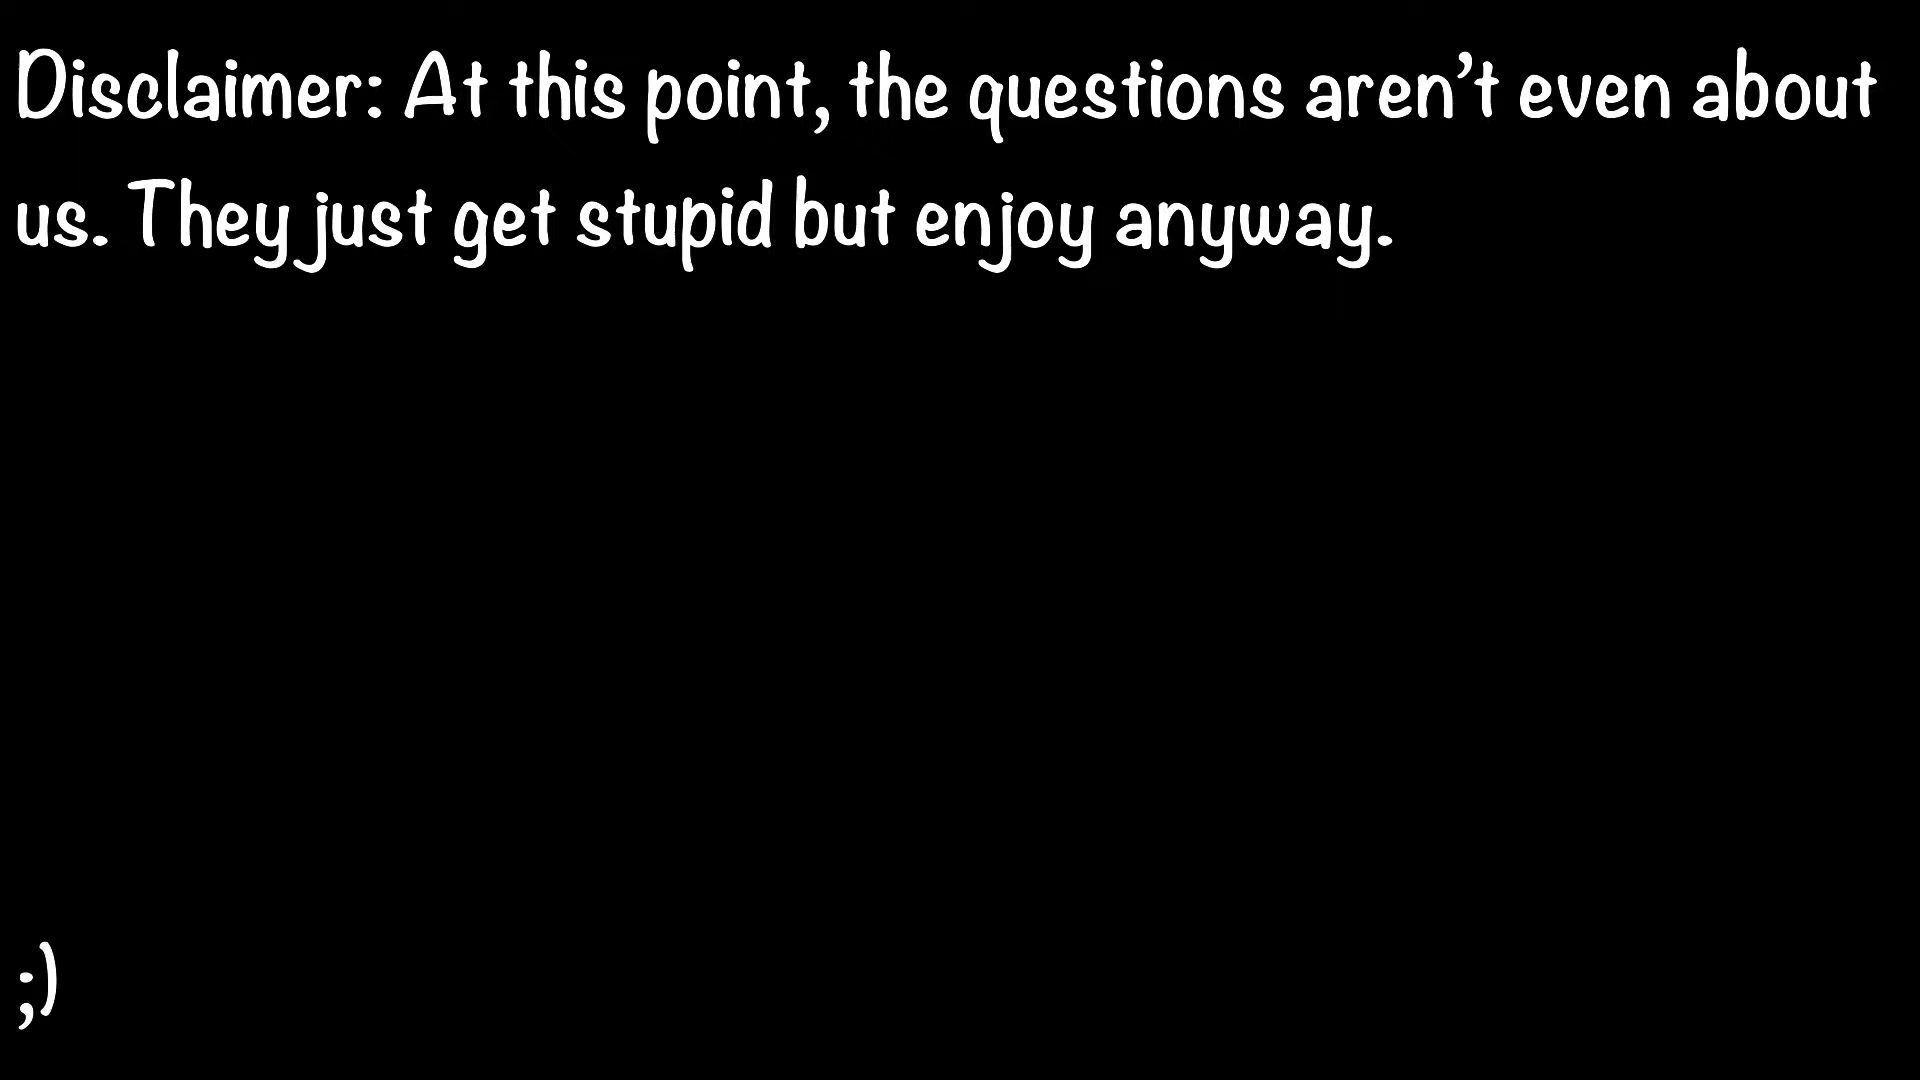 Disclaimer: At this point, the questions aren’t even about
us. They just get stupid but enjoy anyway.
;)